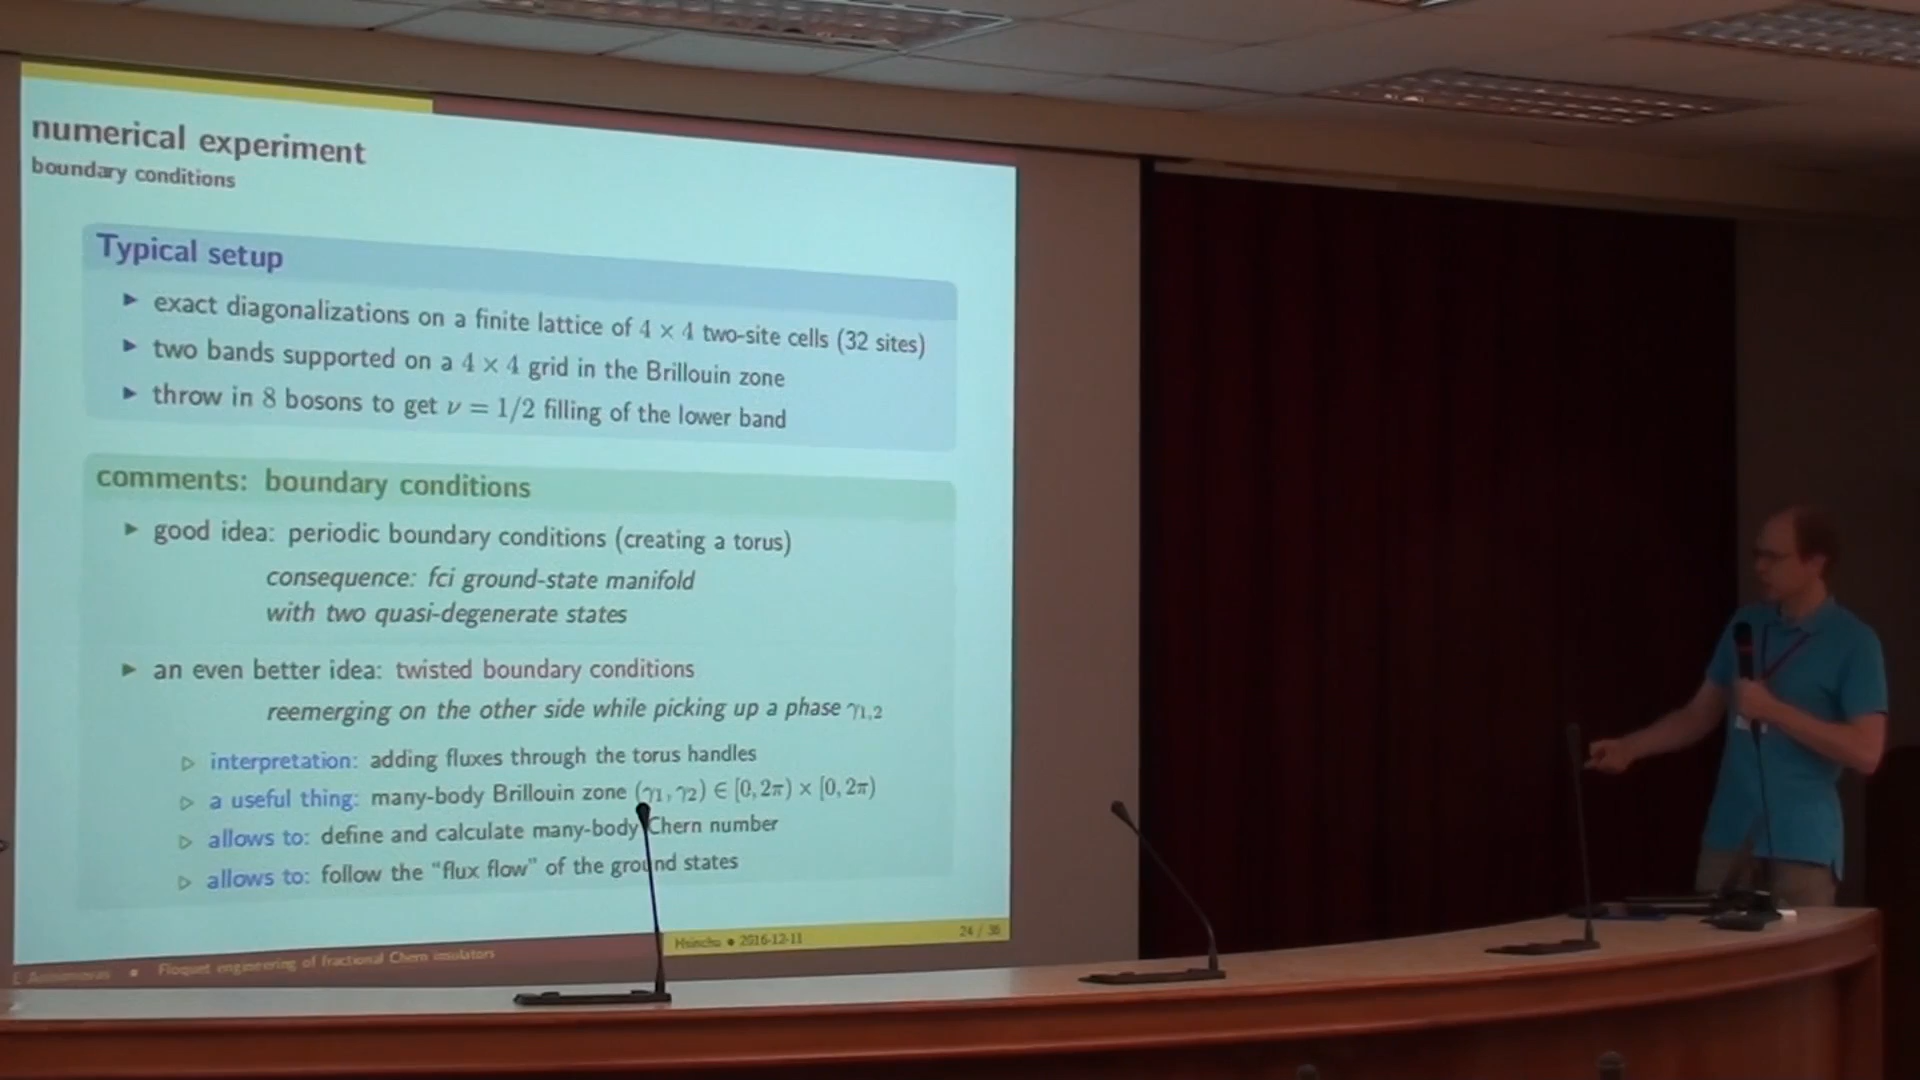 numerical experiment
boundary conditions
Typical setup
▶ exact diagonalizations on a finite lattice of 4 × 4 two-site cells (32 sites)
▶ two bands supported on a 4 × 4 grid in the Brillouin zone
▶ throw in 8 bosons to get ν = 1/2 filling of the lower band
comments: boundary conditions
▶ good idea: periodic boundary conditions (creating a torus)
consequence: fci ground-state manifold
with two quasi-degenerate states
▶ an even better idea: twisted boundary conditions
reemerging on the other side while picking up a phase γ1,2
▷ interpretation: adding fluxes through the torus handles
▷ a useful thing: many-body Brillouin zone (γ1, γ2) ∈ [0, 2π) × [0, 2π)
▷ allows to: define and calculate many-body Chern number
▷ allows to: follow the “flux flow” of the ground states
Hsinchu ● 2016-12-11
24 /
● Floquet engineering of fractional Chern insulators